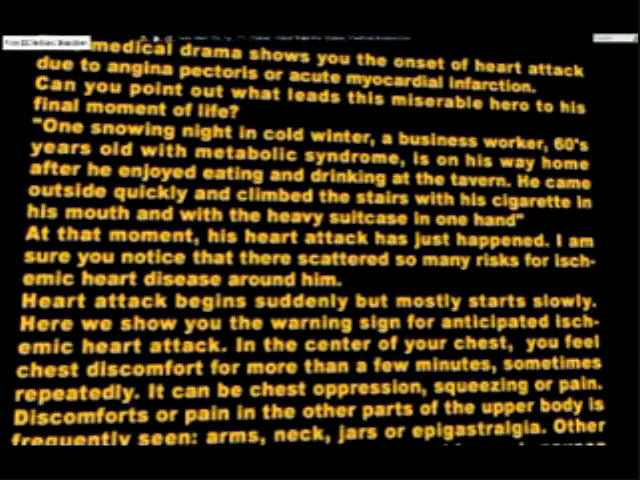 medical drama shows you the onset of heart attack
due to angina pectoris or acute myocardial infarction.
Can you point out what leads this miserable hero to his
final moment of life?
"One snowing night in cold winter, a business worker, 60's
years old with metabolic syndrome, is on his way home
after he enjoyed eating and drinking at the tavern. He came
outside quickly and climbed the stairs with his cigarette in
his mouth and with the heavy suitcase in one hand"
At that moment, his heart attack has just happened. I am
sure you notice that there scattered so many risks for isch-
emic heart disease around him.
Heart attack begins suddenly but mostly starts slowly.
Here we show you the warning sign for anticipated isch-
emic heart attack. In the center of your chest, you feel
chest discomfort for more than a few minutes, sometimes
repeatedly. It can be chest oppression, squeezing or pain.
Discomforts or pain in the other parts of the upper body is
frequently seen: arms, neck, jars or epigastralgia. Other